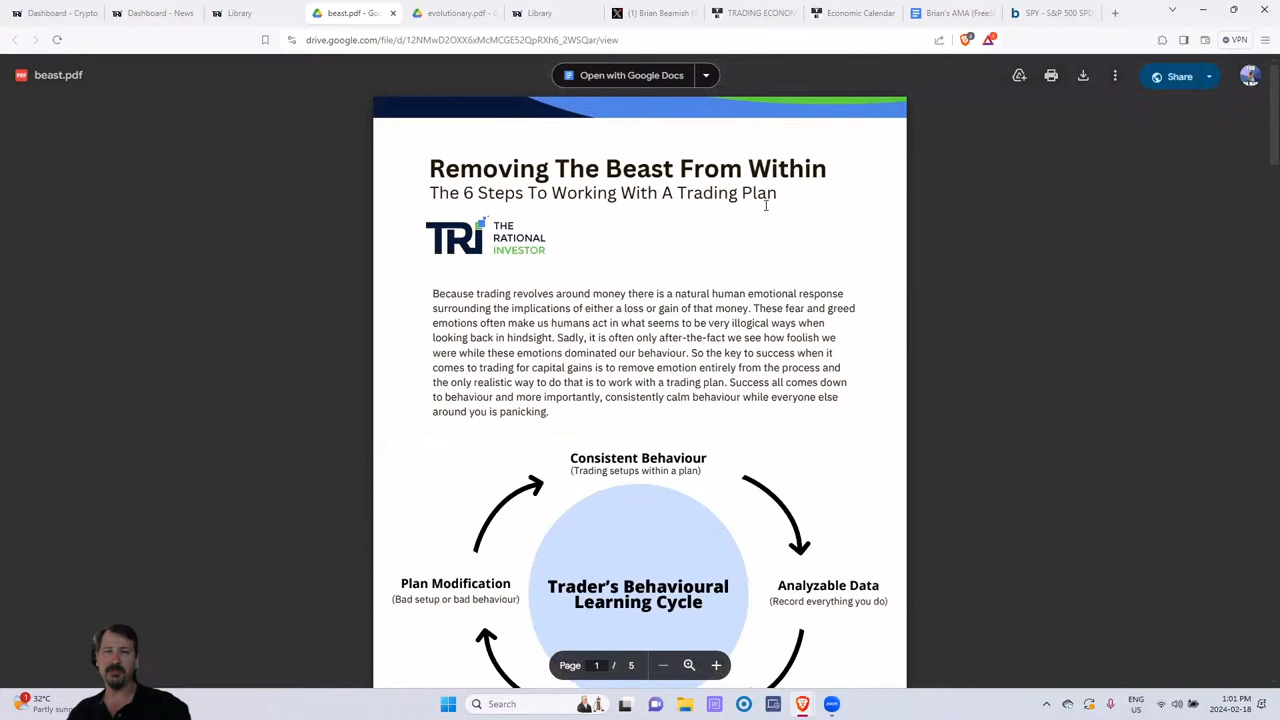 Dashboard - Crypto
Dashboard - News
Library
beast.pdf - Goo
evolutionary.pdf - G
Library
(1) Brian Beamish (
TRADING ECONOM
Economic Calendar
Brian's AMA (FreeS
SPY - S&P 500 SPD
drive.google.com/file/d/12NMwD2OXX6xMcMCGE52QpRXh6_2WSQar/view
VPN
PDF
beast.pdf
Open with Google Docs
Share
Removing The Beast From Within
The 6 Steps To Working With A Trading Plan
TRi THE
RATIONAL
INVESTOR
Because trading revolves around money there is a natural human emotional response
surrounding the implications of either a loss or gain of that money. These fear and greed
emotions often make us humans act in what seems to be very illogical ways when
looking back in hindsight. Sadly, it is often only after-the-fact we see how foolish we
were while these emotions dominated our behaviour. So the key to success when it
comes to trading for capital gains is to remove emotion entirely from the process and
the only realistic way to do that is to work with a trading plan. Success all comes down
to behaviour and more importantly, consistently calm behaviour while everyone else
around you is panicking.
Consistent Behaviour
(Trading setups within a plan)
Plan Modification
(Bad setup or bad behaviour)
Trader's Behavioural
Learning Cycle
Analyzable Data
(Record everything you do)
Page 1 / 5
1
32°C
Partly sunny
Search
zoom
ENG
US
1:03 PM
2024-02-18